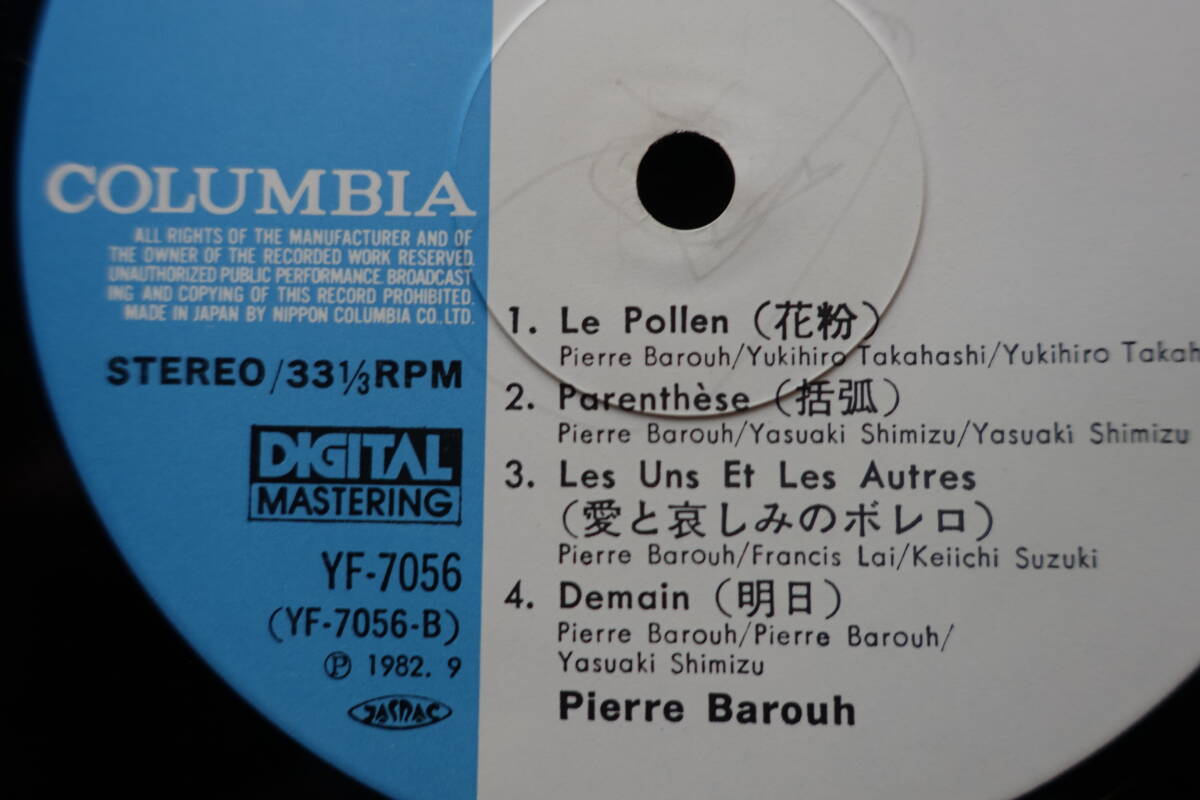 COLUMBIA
ALL RIGHTS OF THE MANUFACTURER AND OF
THE OWNER OF THE RECORDED WORK RESERVED.
UNAUTHORIZED PUBLIC PERFORMANCE. BROADCAST
ING AND COPYING OF THIS RECORD PROHIBITED.
MADE IN JAPAN BY NIPPON COLUMBIA CO., LTD.
STEREO/33 1/3 RPM
DIGITAL
MASTERING
YF-7056
(YF-7056-B)
Ⓟ 1982. 9
JASRAC
1. Le Pollen (花粉)
Pierre Barouh/Yukihiro Takahashi/Yukihiro Takah
2. Parenthèse (括弧)
Pierre Barouh/Yasuaki Shimizu/Yasuaki Shimizu
3. Les Uns Et Les Autres
(愛と哀しみのボレロ)
Pierre Barouh/Francis Lai/Keiichi Suzuki
4. Demain (明日)
Pierre Barouh/Pierre Barouh/
Yasuaki Shimizu
Pierre Barouh